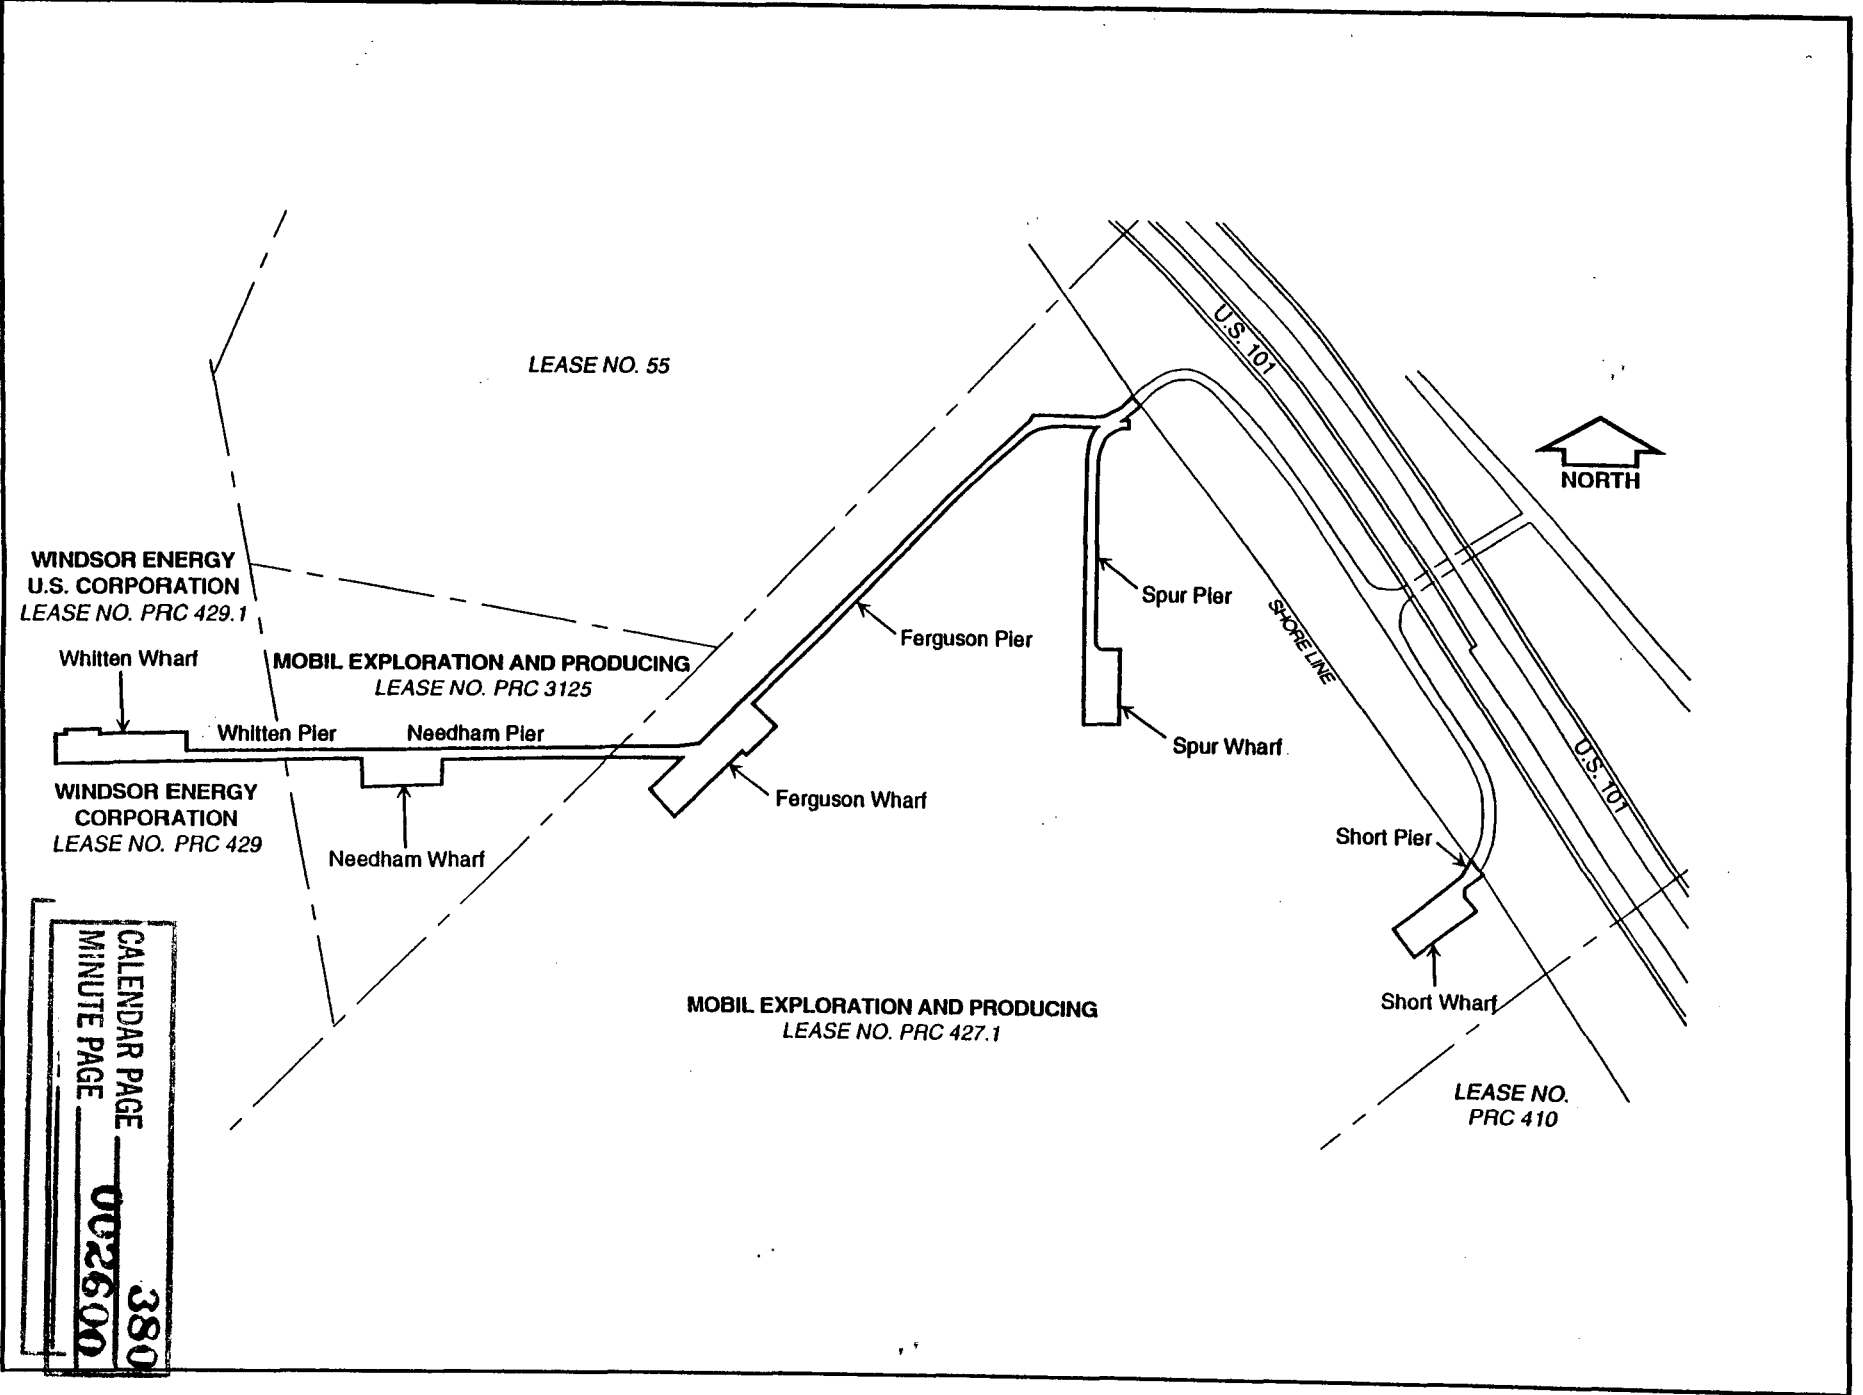 LEASE NO. 55
U.S. 101
NORTH
WINDSOR ENERGY
U.S. CORPORATION
LEASE NO. PRC 429.1
Whitten Wharf
MOBIL EXPLORATION AND PRODUCING
LEASE NO. PRC 3125
Whitten Pier
Needham Pier
Ferguson Pier
Spur Pier
SHORE LINE
Spur Wharf
U.S. 101
WINDSOR ENERGY
CORPORATION
LEASE NO. PRC 429
Needham Wharf
Ferguson Wharf
Short Pier
Short Wharf
MOBIL EXPLORATION AND PRODUCING
LEASE NO. PRC 427.1
LEASE NO.
PRC 410
CALENDAR PAGE 380
MINUTE PAGE 002600